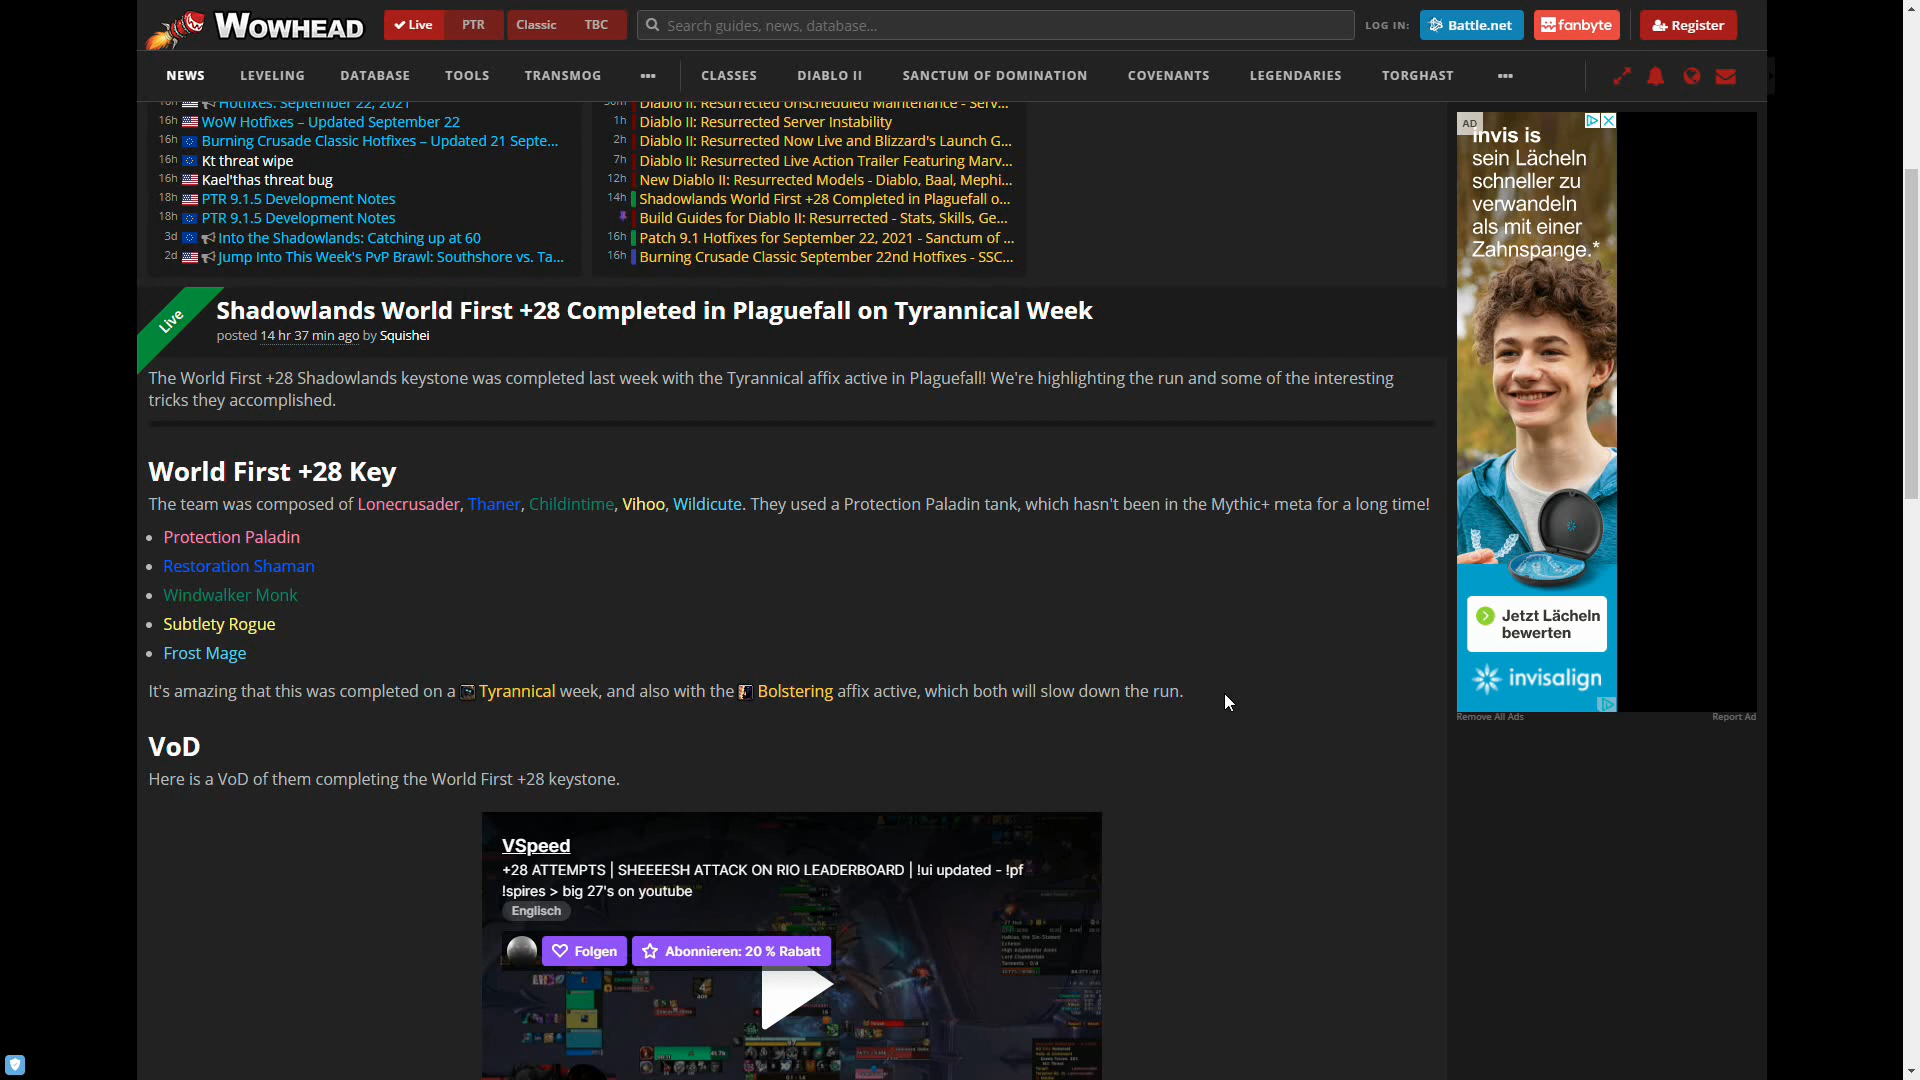 WOWHEAD
Live
PTR
Classic
TBC
Search guides, news, database...
LOG IN:
Battle.net
fanbyte
Register
NEWS
LEVELING
DATABASE
TOOLS
TRANSMOG
CLASSES
DIABLO II
SANCTUM OF DOMINATION
COVENANTS
LEGENDARIES
TORGHAST
16h Hotfixes: September 22, 2021
16h WoW Hotfixes – Updated September 22
16h Burning Crusade Classic Hotfixes – Updated 21 Septe...
16h Kt threat wipe
16h Kael'thas threat bug
18h PTR 9.1.5 Development Notes
18h PTR 9.1.5 Development Notes
3d Into the Shadowlands: Catching up at 60
2d Jump Into This Week's PvP Brawl: Southshore vs. Ta...
Diablo II: Resurrected Unscheduled Maintenance - Serv...
1h Diablo II: Resurrected Server Instability
2h Diablo II: Resurrected Now Live and Blizzard's Launch G...
7h Diablo II: Resurrected Live Action Trailer Featuring Marv...
12h New Diablo II: Resurrected Models - Diablo, Baal, Mephi...
14h Shadowlands World First +28 Completed in Plaguefall o...
Build Guides for Diablo II: Resurrected - Stats, Skills, Ge...
16h Patch 9.1 Hotfixes for September 22, 2021 - Sanctum of ...
16h Burning Crusade Classic September 22nd Hotfixes - SSC...
Live
Shadowlands World First +28 Completed in Plaguefall on Tyrannical Week
posted 14 hr 37 min ago by Squishei
The World First +28 Shadowlands keystone was completed last week with the Tyrannical affix active in Plaguefall! We're highlighting the run and some of the interesting
tricks they accomplished.
World First +28 Key
The team was composed of Lonecrusader, Thaner, Childintime, Vihoo, Wildicute. They used a Protection Paladin tank, which hasn't been in the Mythic+ meta for a long time!
• Protection Paladin
• Restoration Shaman
• Windwalker Monk
• Subtlety Rogue
• Frost Mage
It's amazing that this was completed on a Tyrannical week, and also with the Bolstering affix active, which both will slow down the run.
VoD
Here is a VoD of them completing the World First +28 keystone.
VSpeed
+28 ATTEMPTS | SHEEEESH ATTACK ON RIO LEADERBOARD | !ui updated - !pf
!spires > big 27's on youtube
Englisch
Folgen
Abonnieren: 20 % Rabatt
AD
invis is
sein Lächeln
schneller zu
verwandeln
als mit einer
Zahnspange.*
Jetzt Lächeln
bewerten
invisalign
Remove All Ads
Report Ad